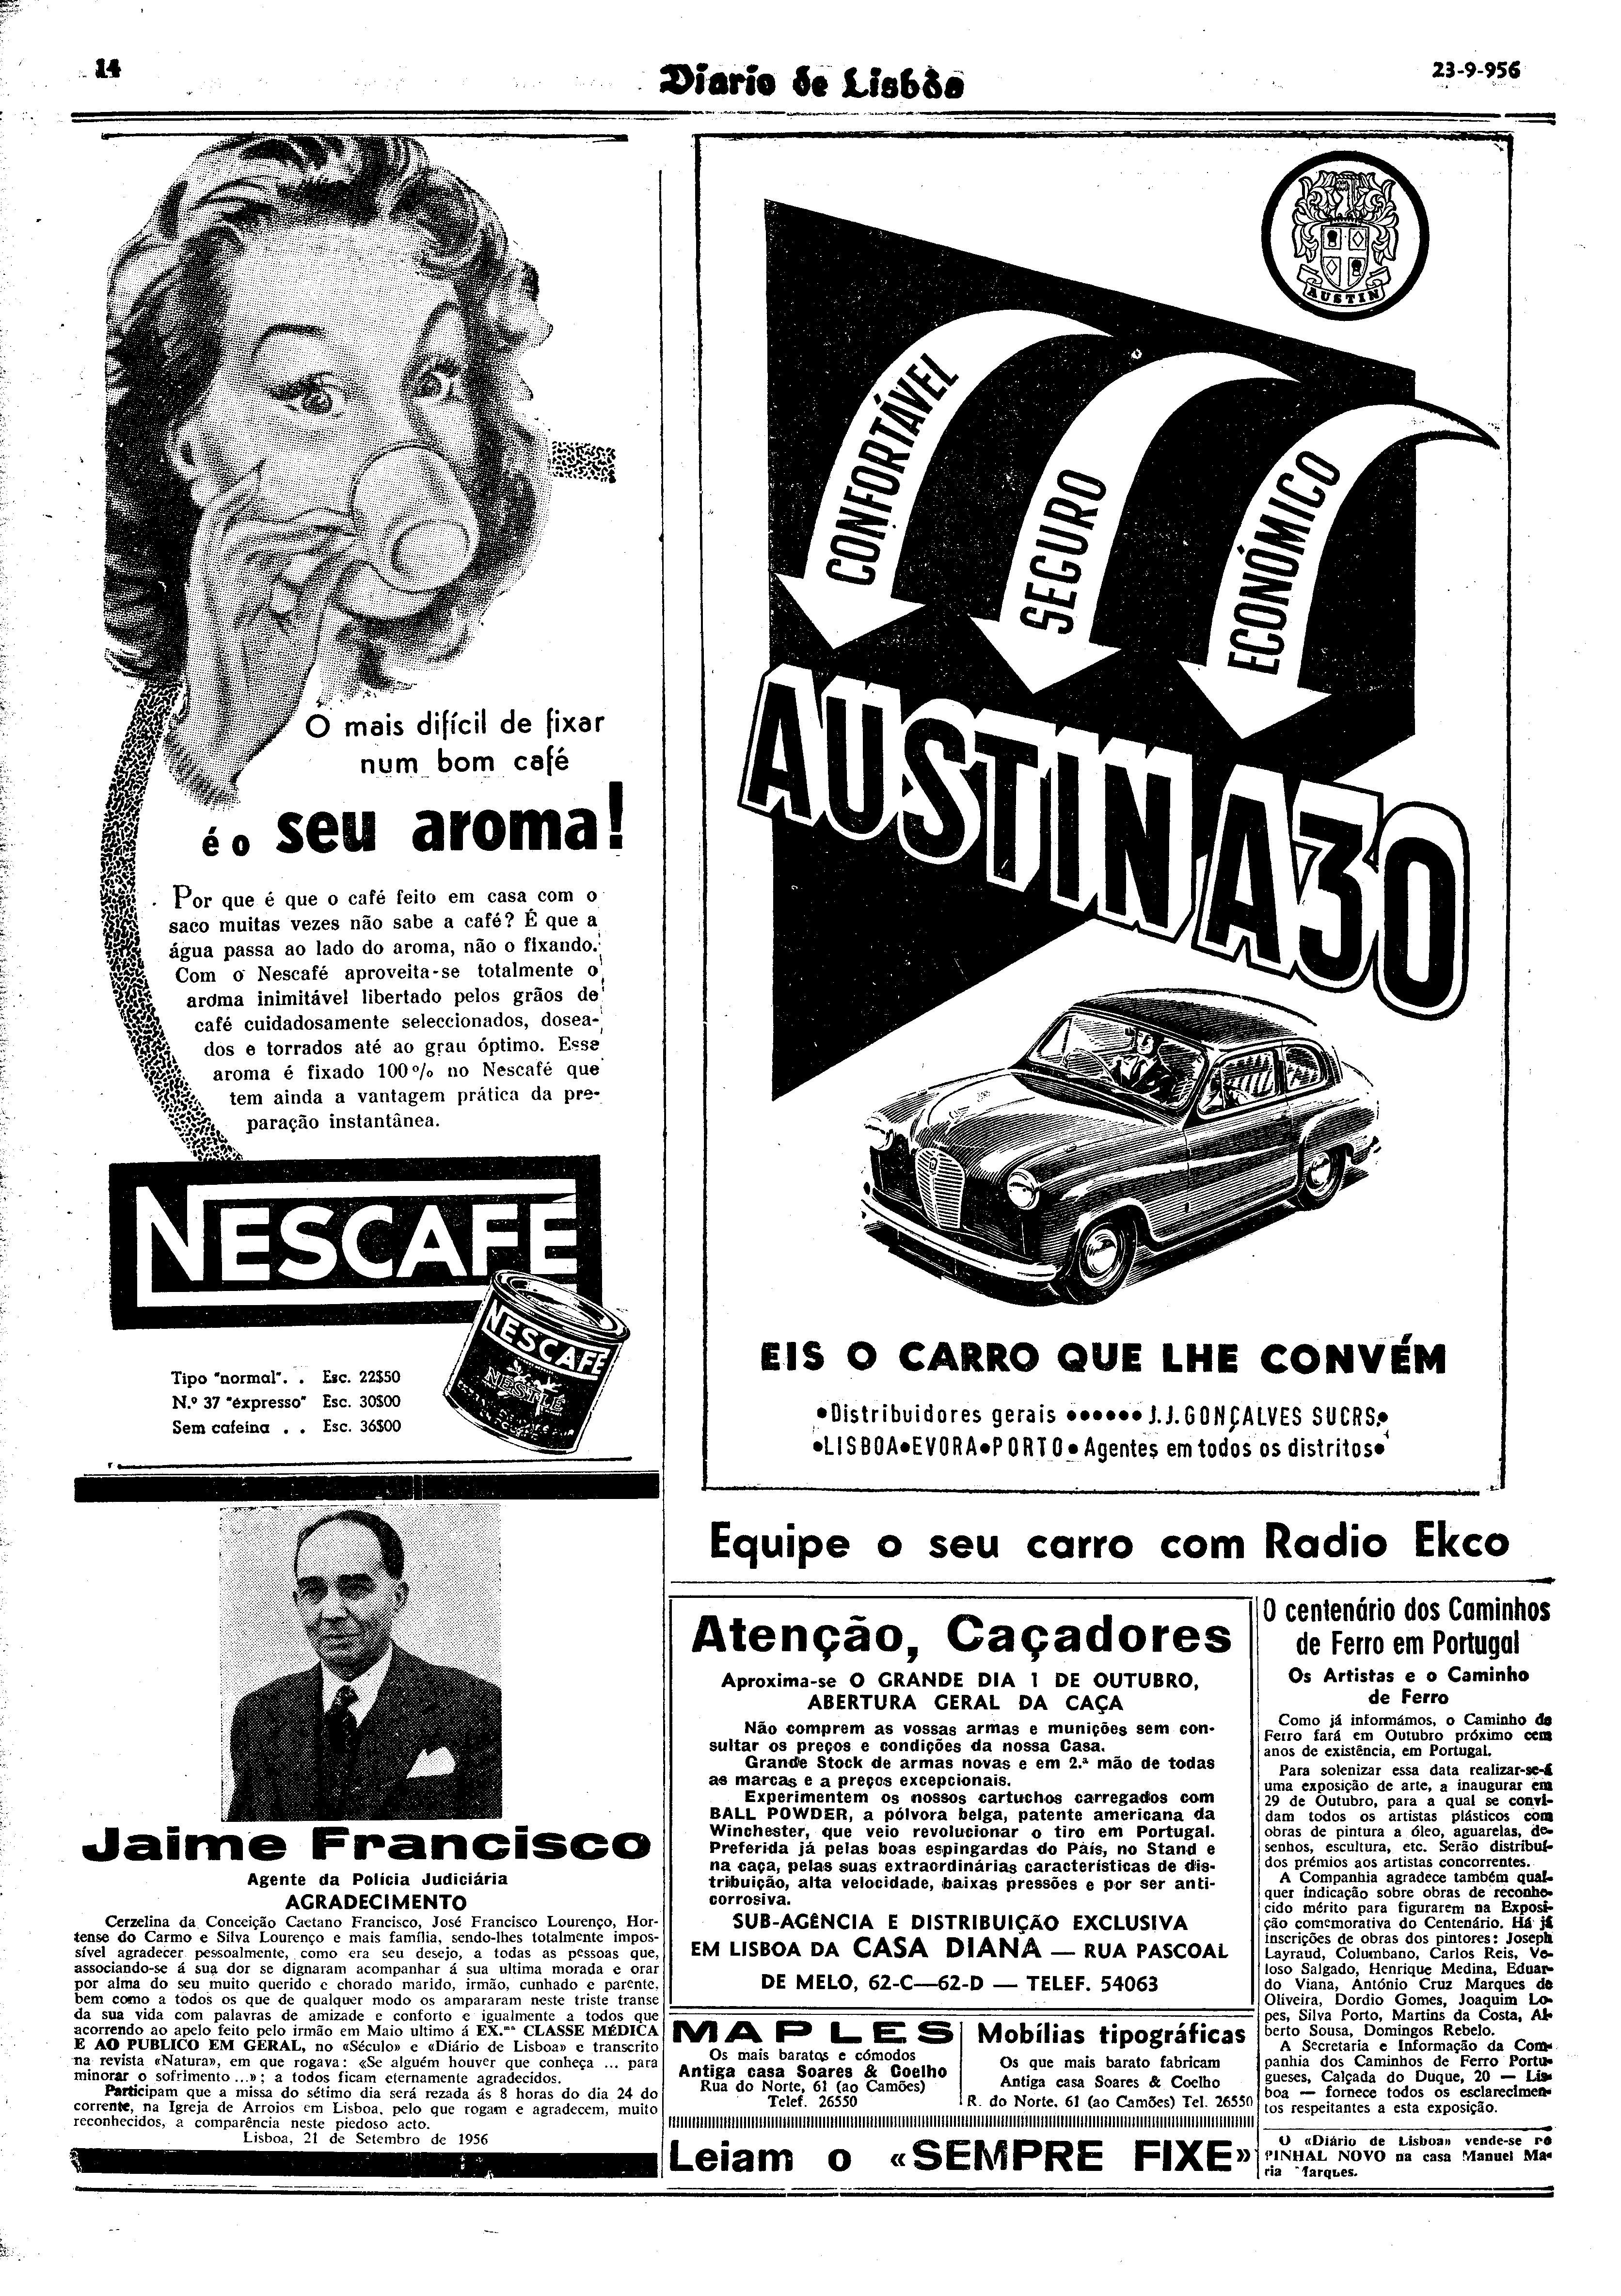 14
Diario de Lisbôa
23-9-956
O mais difícil de fixar
num bom café
é o seu aroma!
Por que é que o café feito em casa com o
saco muitas vezes não sabe a café? É que a
água passa ao lado do aroma, não o fixando.
Com o Nescafé aproveita-se totalmente o
aroma inimitável libertado pelos grãos de
café cuidadosamente seleccionados, dosea-
dos e torrados até ao grau óptimo. Esse
aroma é fixado 100% no Nescafé que
tem ainda a vantagem prática da pre-
paração instantânea.
NESCAFÉ
NESCAFÉ
NESTLÉ
Tipo "normal". . Esc. 22$50
N.º 37 "expresso" Esc. 30$00
Sem cafeina . . Esc. 36$00
AUSTIN
CONFORTÁVEL
SEGURO
ECONÓMICO
AUSTIN A30
EIS O CARRO QUE LHE CONVÉM
•Distribuidores gerais •••••• J.J. GONÇALVES SUCRS.•
•LISBOA•EVORA•PORTO• Agentes em todos os distritos•
Equipe o seu carro com Radio Ekco
Jaime Francisco
Agente da Polícia Judiciária
AGRADECIMENTO
Cerzelina da Conceição Caetano Francisco, José Francisco Lourenço, Hor-
tense do Carmo e Silva Lourenço e mais família, sendo-lhes totalmente impos-
sível agradecer pessoalmente, como era seu desejo, a todas as pessoas que,
associando-se á sua dor se dignaram acompanhar á sua ultima morada e orar
por alma do seu muito querido e chorado marido, irmão, cunhado e parente,
bem como a todos os que de qualquer modo os ampararam neste triste transe
da sua vida com palavras de amizade e conforto e igualmente a todos que
acorrendo ao apelo feito pelo irmão em Maio ultimo á EX.ᵐᵃ CLASSE MÉDICA
E AO PUBLICO EM GERAL, no «Século» e «Diário de Lisboa» e transcrito
na revista «Natura», em que rogava: «Se alguém houver que conheça ... para
minorar o sofrimento ...»; a todos ficam eternamente agradecidos.
Participam que a missa do sétimo dia será rezada ás 8 horas do dia 24 do
corrente, na Igreja de Arroios em Lisboa, pelo que rogam e agradecem, muito
reconhecidos, a comparência neste piedoso acto.
Lisboa, 21 de Setembro de 1956
Atenção, Caçadores
Aproxima-se O GRANDE DIA 1 DE OUTUBRO,
ABERTURA GERAL DA CAÇA
Não comprem as vossas armas e munições sem con-
sultar os preços e condições da nossa Casa.
Grande Stock de armas novas e em 2.ª mão de todas
as marcas e a preços excepcionais.
Experimentem os nossos cartuchos carregados com
BALL POWDER, a pólvora belga, patente americana da
Winchester, que veio revolucionar o tiro em Portugal.
Preferida já pelas boas espingardas do País, no Stand e
na caça, pelas suas extraordinárias características de dis-
tribuição, alta velocidade, baixas pressões e por ser anti-
corrosiva.
SUB-AGÊNCIA E DISTRIBUIÇÃO EXCLUSIVA
EM LISBOA DA CASA DIANA — RUA PASCOAL
DE MELO, 62-C—62-D — TELEF. 54063
MAPLES
Os mais baratos e cómodos
Antiga casa Soares & Coelho
Rua do Norte, 61 (ao Camões)
Telef. 26550
Mobílias tipográficas
Os que mais barato fabricam
Antiga casa Soares & Coelho
R. do Norte, 61 (ao Camões) Tel. 26550
Leiam o «SEMPRE FIXE»
O centenário dos Caminhos
de Ferro em Portugal
Os Artistas e o Caminho
de Ferro
Como já informámos, o Caminho de
Ferro fará em Outubro próximo cem
anos de existência, em Portugal.
Para solenizar essa data realizar-se-á
uma exposição de arte, a inaugurar em
29 de Outubro, para a qual se convi-
dam todos os artistas plásticos com
obras de pintura a óleo, aguarelas, de-
senhos, escultura, etc. Serão distribuí-
dos prémios aos artistas concorrentes.
A Companhia agradece também qual-
quer indicação sobre obras de reconhe-
cido mérito para figurarem na Exposi-
ção comemorativa do Centenário. Há já
inscrições de obras dos pintores: Joseph
Layraud, Columbano, Carlos Reis, Ve-
loso Salgado, Henrique Medina, Eduar-
do Viana, António Cruz Marques de
Oliveira, Dordio Gomes, Joaquim Lo-
pes, Silva Porto, Martins da Costa, Al-
berto Sousa, Domingos Rebelo.
A Secretaria e Informação da Com-
panhia dos Caminhos de Ferro Portu-
gueses, Calçada do Duque, 20 — Lis-
boa — fornece todos os esclarecimen-
tos respeitantes a esta exposição.
O «Diário de Lisboa» vende-se no
PINHAL NOVO na casa Manuel Ma-
ria Marques.